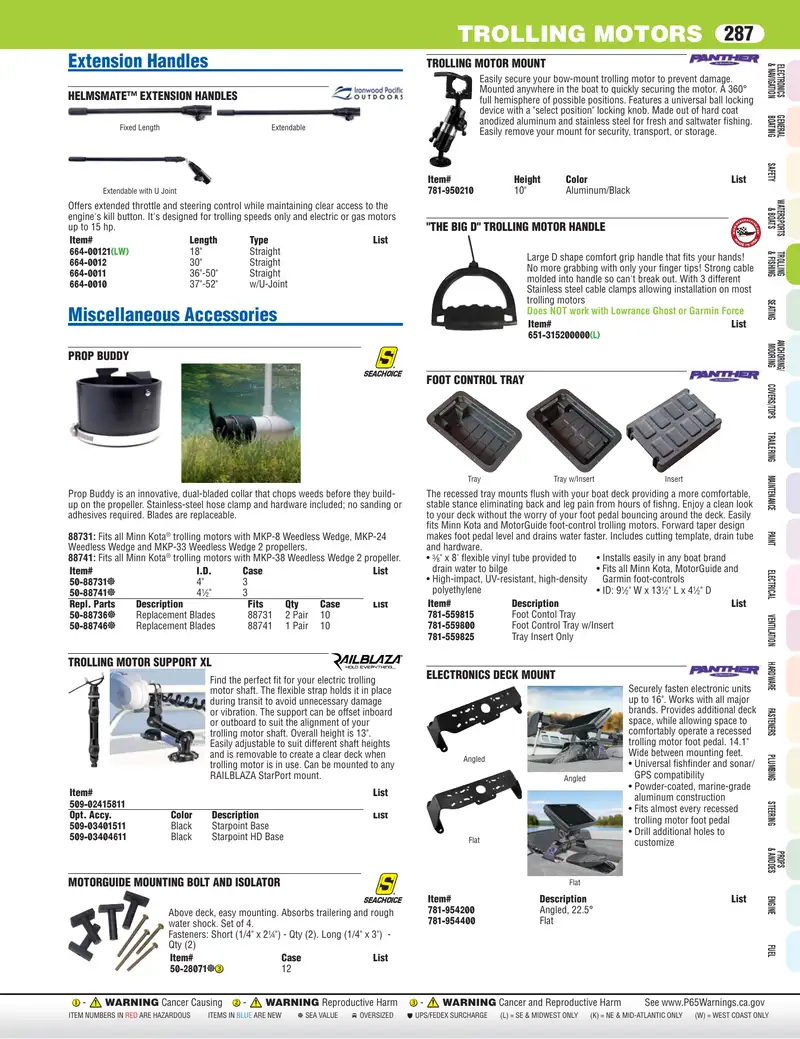 TROLLING MOTORS 287
Extension Handles
HELMSMATE™ EXTENSION HANDLES
Ironwood Pacific
OUTDOORS
Fixed Length
Extendable
Extendable with U Joint
Offers extended throttle and steering control while maintaining clear access to the
engine's kill button. It's designed for trolling speeds only and electric or gas motors
up to 15 hp.
Item# Length Type List
664-00121(LW) 18" Straight
664-0012 30" Straight
664-0011 36"-50" Straight
664-0010 37"-52" w/U-Joint
Miscellaneous Accessories
PROP BUDDY
S
SEACHOICE
Prop Buddy is an innovative, dual-bladed collar that chops weeds before they build-
up on the propeller. Stainless-steel hose clamp and hardware included; no sanding or
adhesives required. Blades are replaceable.
88731: Fits all Minn Kota® trolling motors with MKP-8 Weedless Wedge, MKP-24
Weedless Wedge and MKP-33 Weedless Wedge 2 propellers.
88741: Fits all Minn Kota® trolling motors with MKP-38 Weedless Wedge 2 propeller.
Item# I.D. Case List
50-88731 4" 3
50-88741 4½" 3
Repl. Parts Description Fits Qty Case List
50-88736 Replacement Blades 88731 2 Pair 10
50-88746 Replacement Blades 88741 1 Pair 10
TROLLING MOTOR SUPPORT XL
RAILBLAZA
HOLD EVERYTHING
Find the perfect fit for your electric trolling
motor shaft. The flexible strap holds it in place
during transit to avoid unnecessary damage
or vibration. The support can be offset inboard
or outboard to suit the alignment of your
trolling motor shaft. Overall height is 13".
Easily adjustable to suit different shaft heights
and is removable to create a clear deck when
trolling motor is in use. Can be mounted to any
RAILBLAZA StarPort mount.
Item# List
509-02415811
Opt. Accy. Color Description List
509-03401511 Black Starpoint Base
509-03404611 Black Starpoint HD Base
MOTORGUIDE MOUNTING BOLT AND ISOLATOR
S
SEACHOICE
Above deck, easy mounting. Absorbs trailering and rough
water shock. Set of 4.
Fasteners: Short (1/4" x 2¼") - Qty (2). Long (1/4" x 3") -
Qty (2)
Item# Case List
50-28071 3 12
TROLLING MOTOR MOUNT
PANTHER
Easily secure your bow-mount trolling motor to prevent damage.
Mounted anywhere in the boat to quickly securing the motor. A 360°
full hemisphere of possible positions. Features a universal ball locking
device with a "select position" locking knob. Made out of hard coat
anodized aluminum and stainless steel for fresh and saltwater fishing.
Easily remove your mount for security, transport, or storage.
Item# Height Color List
781-950210 10" Aluminum/Black
"THE BIG D" TROLLING MOTOR HANDLE
Large D shape comfort grip handle that fits your hands!
No more grabbing with only your finger tips! Strong cable
molded into handle so can't break out. With 3 different
Stainless steel cable clamps allowing installation on most
trolling motors
Does NOT work with Lowrance Ghost or Garmin Force
Item# List
651-315200000(L)
FOOT CONTROL TRAY
PANTHER
Tray
Tray w/Insert
Insert
The recessed tray mounts flush with your boat deck providing a more comfortable,
stable stance eliminating back and leg pain from hours of fishng. Enjoy a clean look
to your deck without the worry of your foot pedal bouncing around the deck. Easily
fits Minn Kota and MotorGuide foot-control trolling motors. Forward taper design
makes foot pedal level and drains water faster. Includes cutting template, drain tube
and hardware.
• ⅝" x 8' flexible vinyl tube provided to
drain water to bilge
• High-impact, UV-resistant, high-density
polyethylene
• Installs easily in any boat brand
• Fits all Minn Kota, MotorGuide and
Garmin foot-controls
• ID: 9½" W x 13½" L x 4½" D
Item# Description List
781-559815 Foot Contol Tray
781-559800 Foot Control Tray w/Insert
781-559825 Tray Insert Only
ELECTRONICS DECK MOUNT
PANTHER
Angled
Angled
Flat
Flat
Securely fasten electronic units
up to 16". Works with all major
brands. Provides additional deck
space, while allowing space to
comfortably operate a recessed
trolling motor foot pedal. 14.1"
Wide between mounting feet.
• Universal fishfinder and sonar/
GPS compatibility
• Powder-coated, marine-grade
aluminum construction
• Fits almost every recessed
trolling motor foot pedal
• Drill additional holes to
customize
Item# Description List
781-954200 Angled, 22.5°
781-954400 Flat
ELECTRONICS
& NAVIGATION
GENERAL
BOATING
SAFETY
WATERSPORTS
& BOATS
TROLLING
& FISHING
SEATING
ANCHORING/
MOORING
COVERS/TOPS
TRAILERING
MAINTENANCE
PAINT
ELECTRICAL
VENTILATION
HARDWARE
FASTENERS
PLUMBING
STEERING
PROPS
& ANODES
ENGINE
FUEL
1 - WARNING Cancer Causing 2 - WARNING Reproductive Harm 3 - WARNING Cancer and Reproductive Harm See www.P65Warnings.ca.gov
ITEM NUMBERS IN RED ARE HAZARDOUS ITEMS IN BLUE ARE NEW SEA VALUE OVERSIZED UPS/FEDEX SURCHARGE (L) = SE & MIDWEST ONLY (K) = NE & MID-ATLANTIC ONLY (W) = WEST COAST ONLY